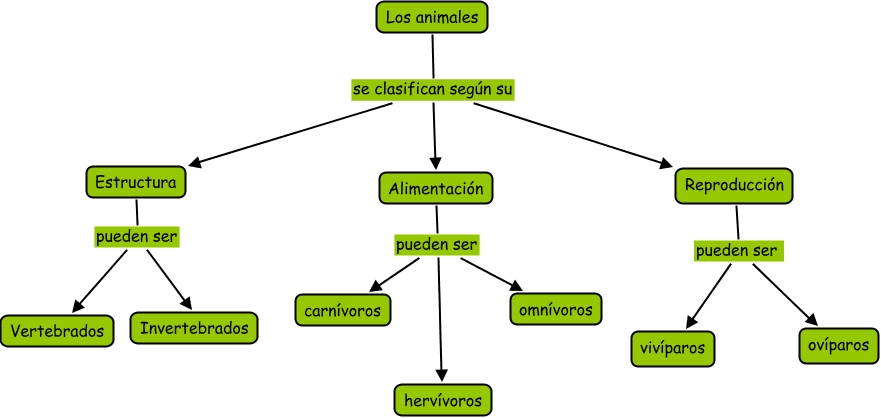 Los animales
se clasifican según su
Estructura
Alimentación
Reproducción
pueden ser
pueden ser
pueden ser
Vertebrados
Invertebrados
carnívoros
omnívoros
hervívoros
vivíparos
ovíparos